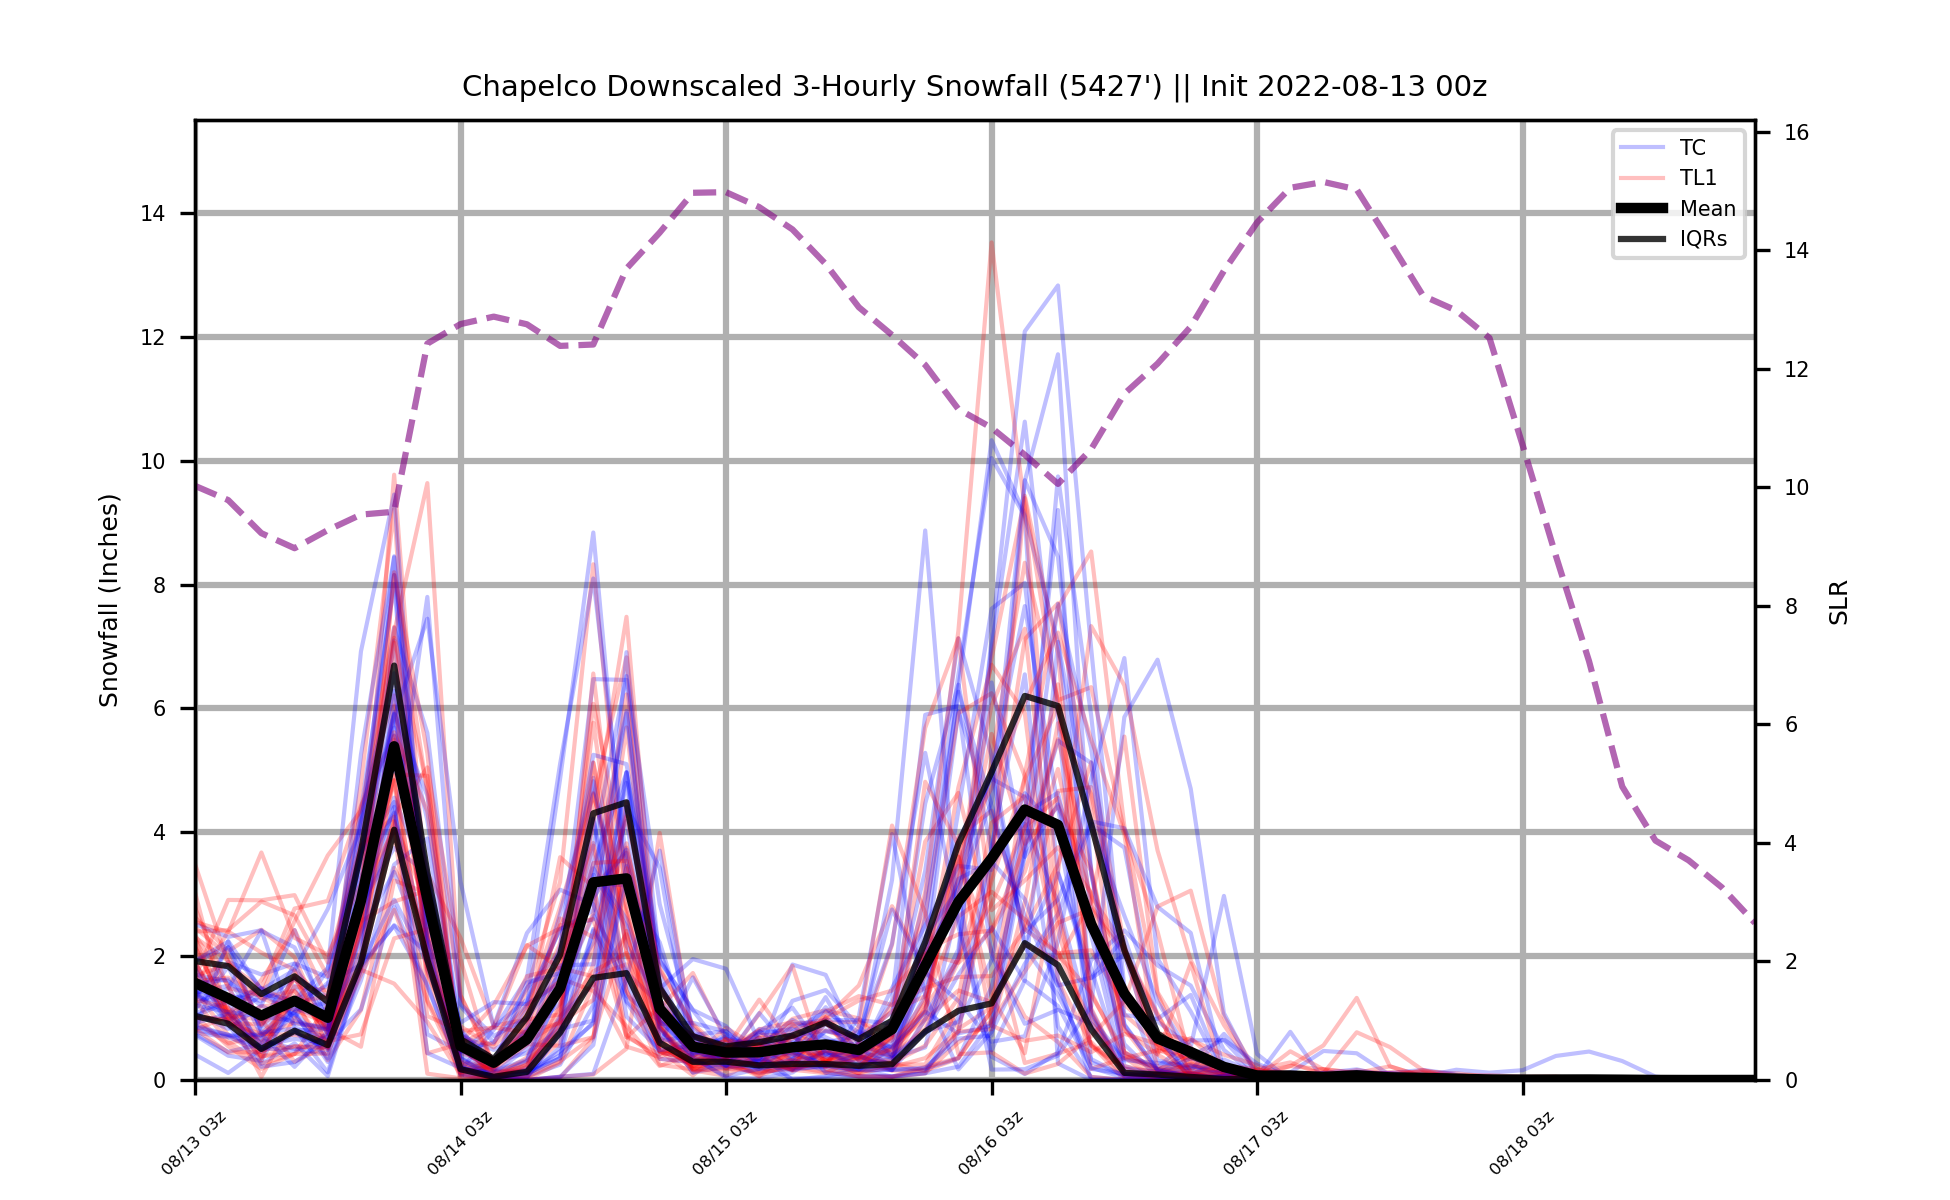 Chapelco Downscaled 3-Hourly Snowfall (5427') || Init 2022-08-13 00z
TC
TL1
Mean
IQRs
Snowfall (Inches)
14
12
10
8
6
4
2
0
16
14
12
10
8
6
4
2
0
SLR
08/13 03z
08/14 03z
08/15 03z
08/16 03z
08/17 03z
08/18 03z